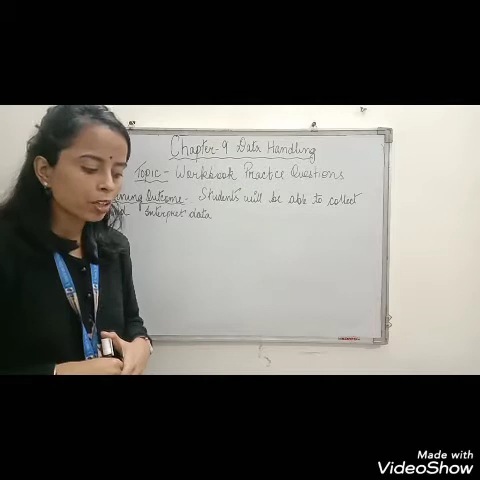 Chapter-9 Data Handling
Topic - Workbook Practice Questions
Outcome - Students will be able to collect
Interpret data
Made with
VideoShow